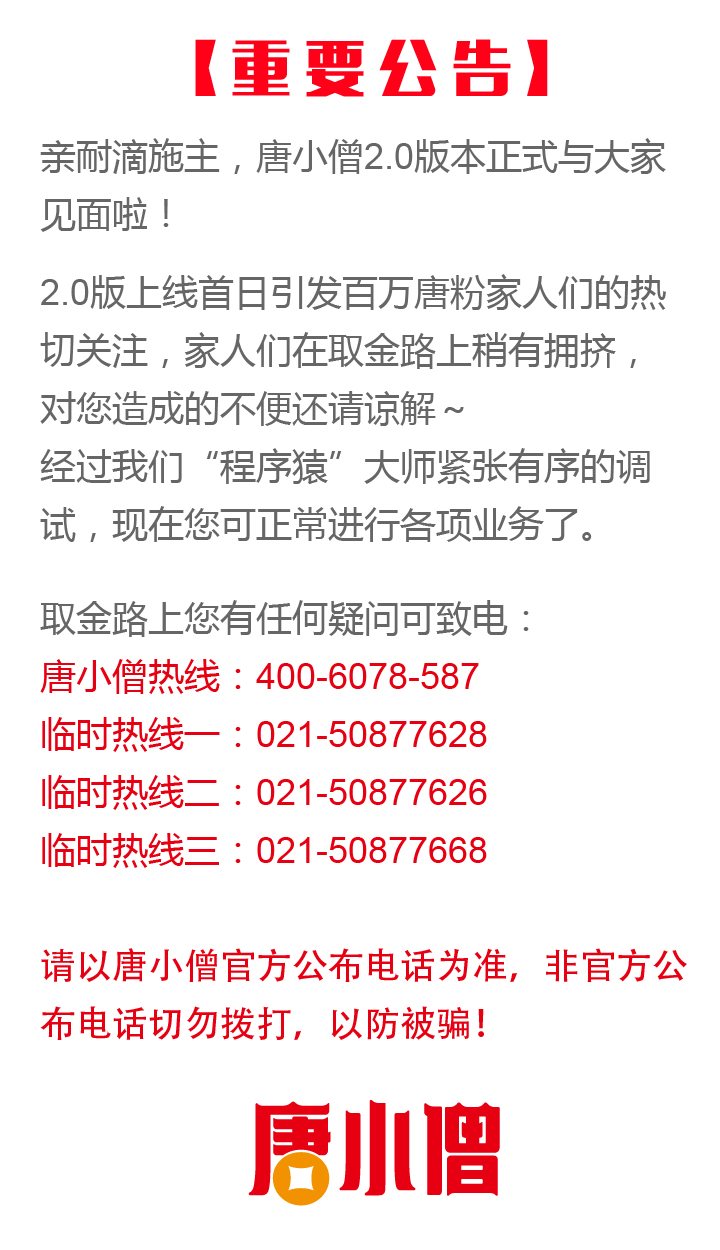 【重要公告】
亲耐滴施主，唐小僧2.0版本正式与大家
见面啦！
2.0版上线首日引发百万唐粉家人们的热
切关注，家人们在取金路上稍有拥挤，
对您造成的不便还请谅解～
经过我们“程序猿”大师紧张有序的调
试，现在您可正常进行各项业务了。
取金路上您有任何疑问可致电：
唐小僧热线：400-6078-587
临时热线一：021-50877628
临时热线二：021-50877626
临时热线三：021-50877668
请以唐小僧官方公布电话为准，非官方公
布电话切勿拨打，以防被骗！
唐小僧